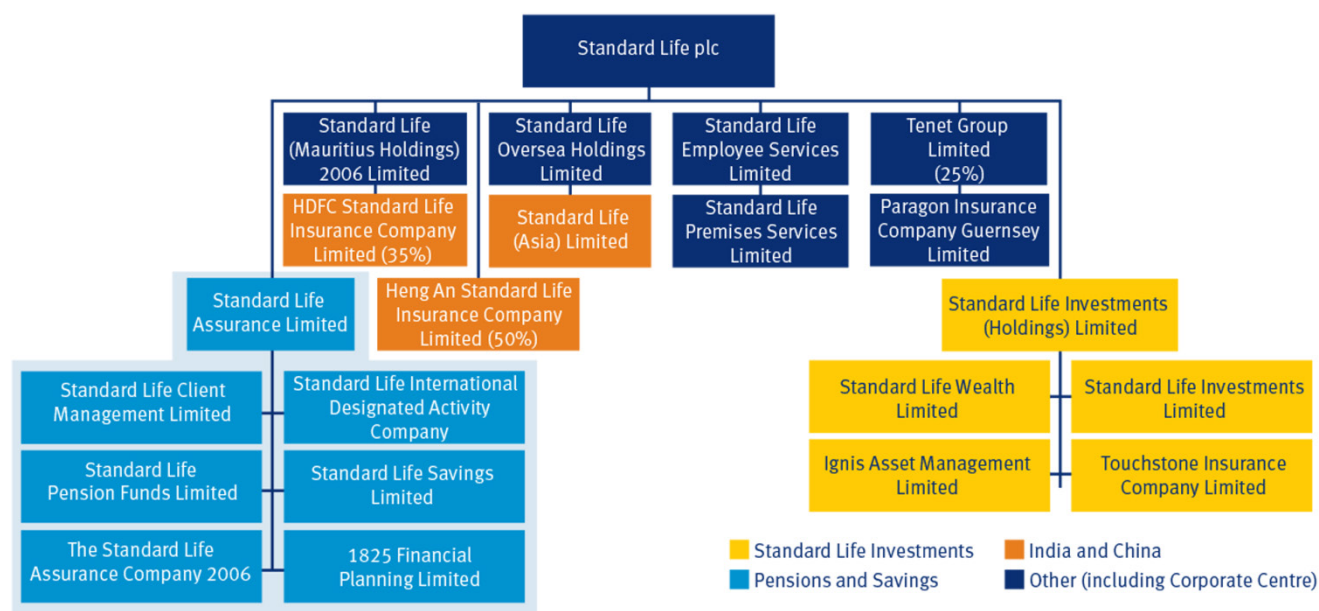 Standard Life plc
Standard Life
(Mauritius Holdings)
2006 Limited
Standard Life
Oversea Holdings
Limited
Standard Life
Employee Services
Limited
Tenet Group
Limited
(25%)
HDFC Standard Life
Insurance Company
Limited (35%)
Standard Life
(Asia) Limited
Standard Life
Premises Services
Limited
Paragon Insurance
Company Guernsey
Limited
Standard Life
Assurance Limited
Heng An Standard Life
Insurance Company
Limited (50%)
Standard Life Investments
(Holdings) Limited
Standard Life Client
Management Limited
Standard Life International
Designated Activity
Company
Standard Life Wealth
Limited
Standard Life Investments
Limited
Standard Life
Pension Funds Limited
Standard Life Savings
Limited
Ignis Asset Management
Limited
Touchstone Insurance
Company Limited
The Standard Life
Assurance Company 2006
1825 Financial
Planning Limited
Standard Life Investments
India and China
Pensions and Savings
Other (including Corporate Centre)